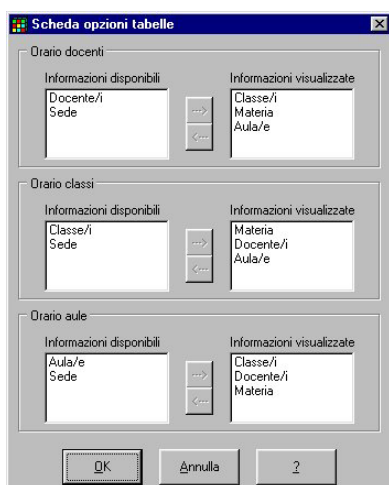 Scheda opzioni tabelle
Orario docenti
Informazioni disponibili
Informazioni visualizzate
Docente/i
Sede
--->
<---
Classe/i
Materia
Aula/e
Orario classi
Informazioni disponibili
Informazioni visualizzate
Classe/i
Sede
--->
<---
Materia
Docente/i
Aula/e
Orario aule
Informazioni disponibili
Informazioni visualizzate
Aula/e
Sede
--->
<---
Classe/i
Docente/i
Materia
OK
Annulla
?